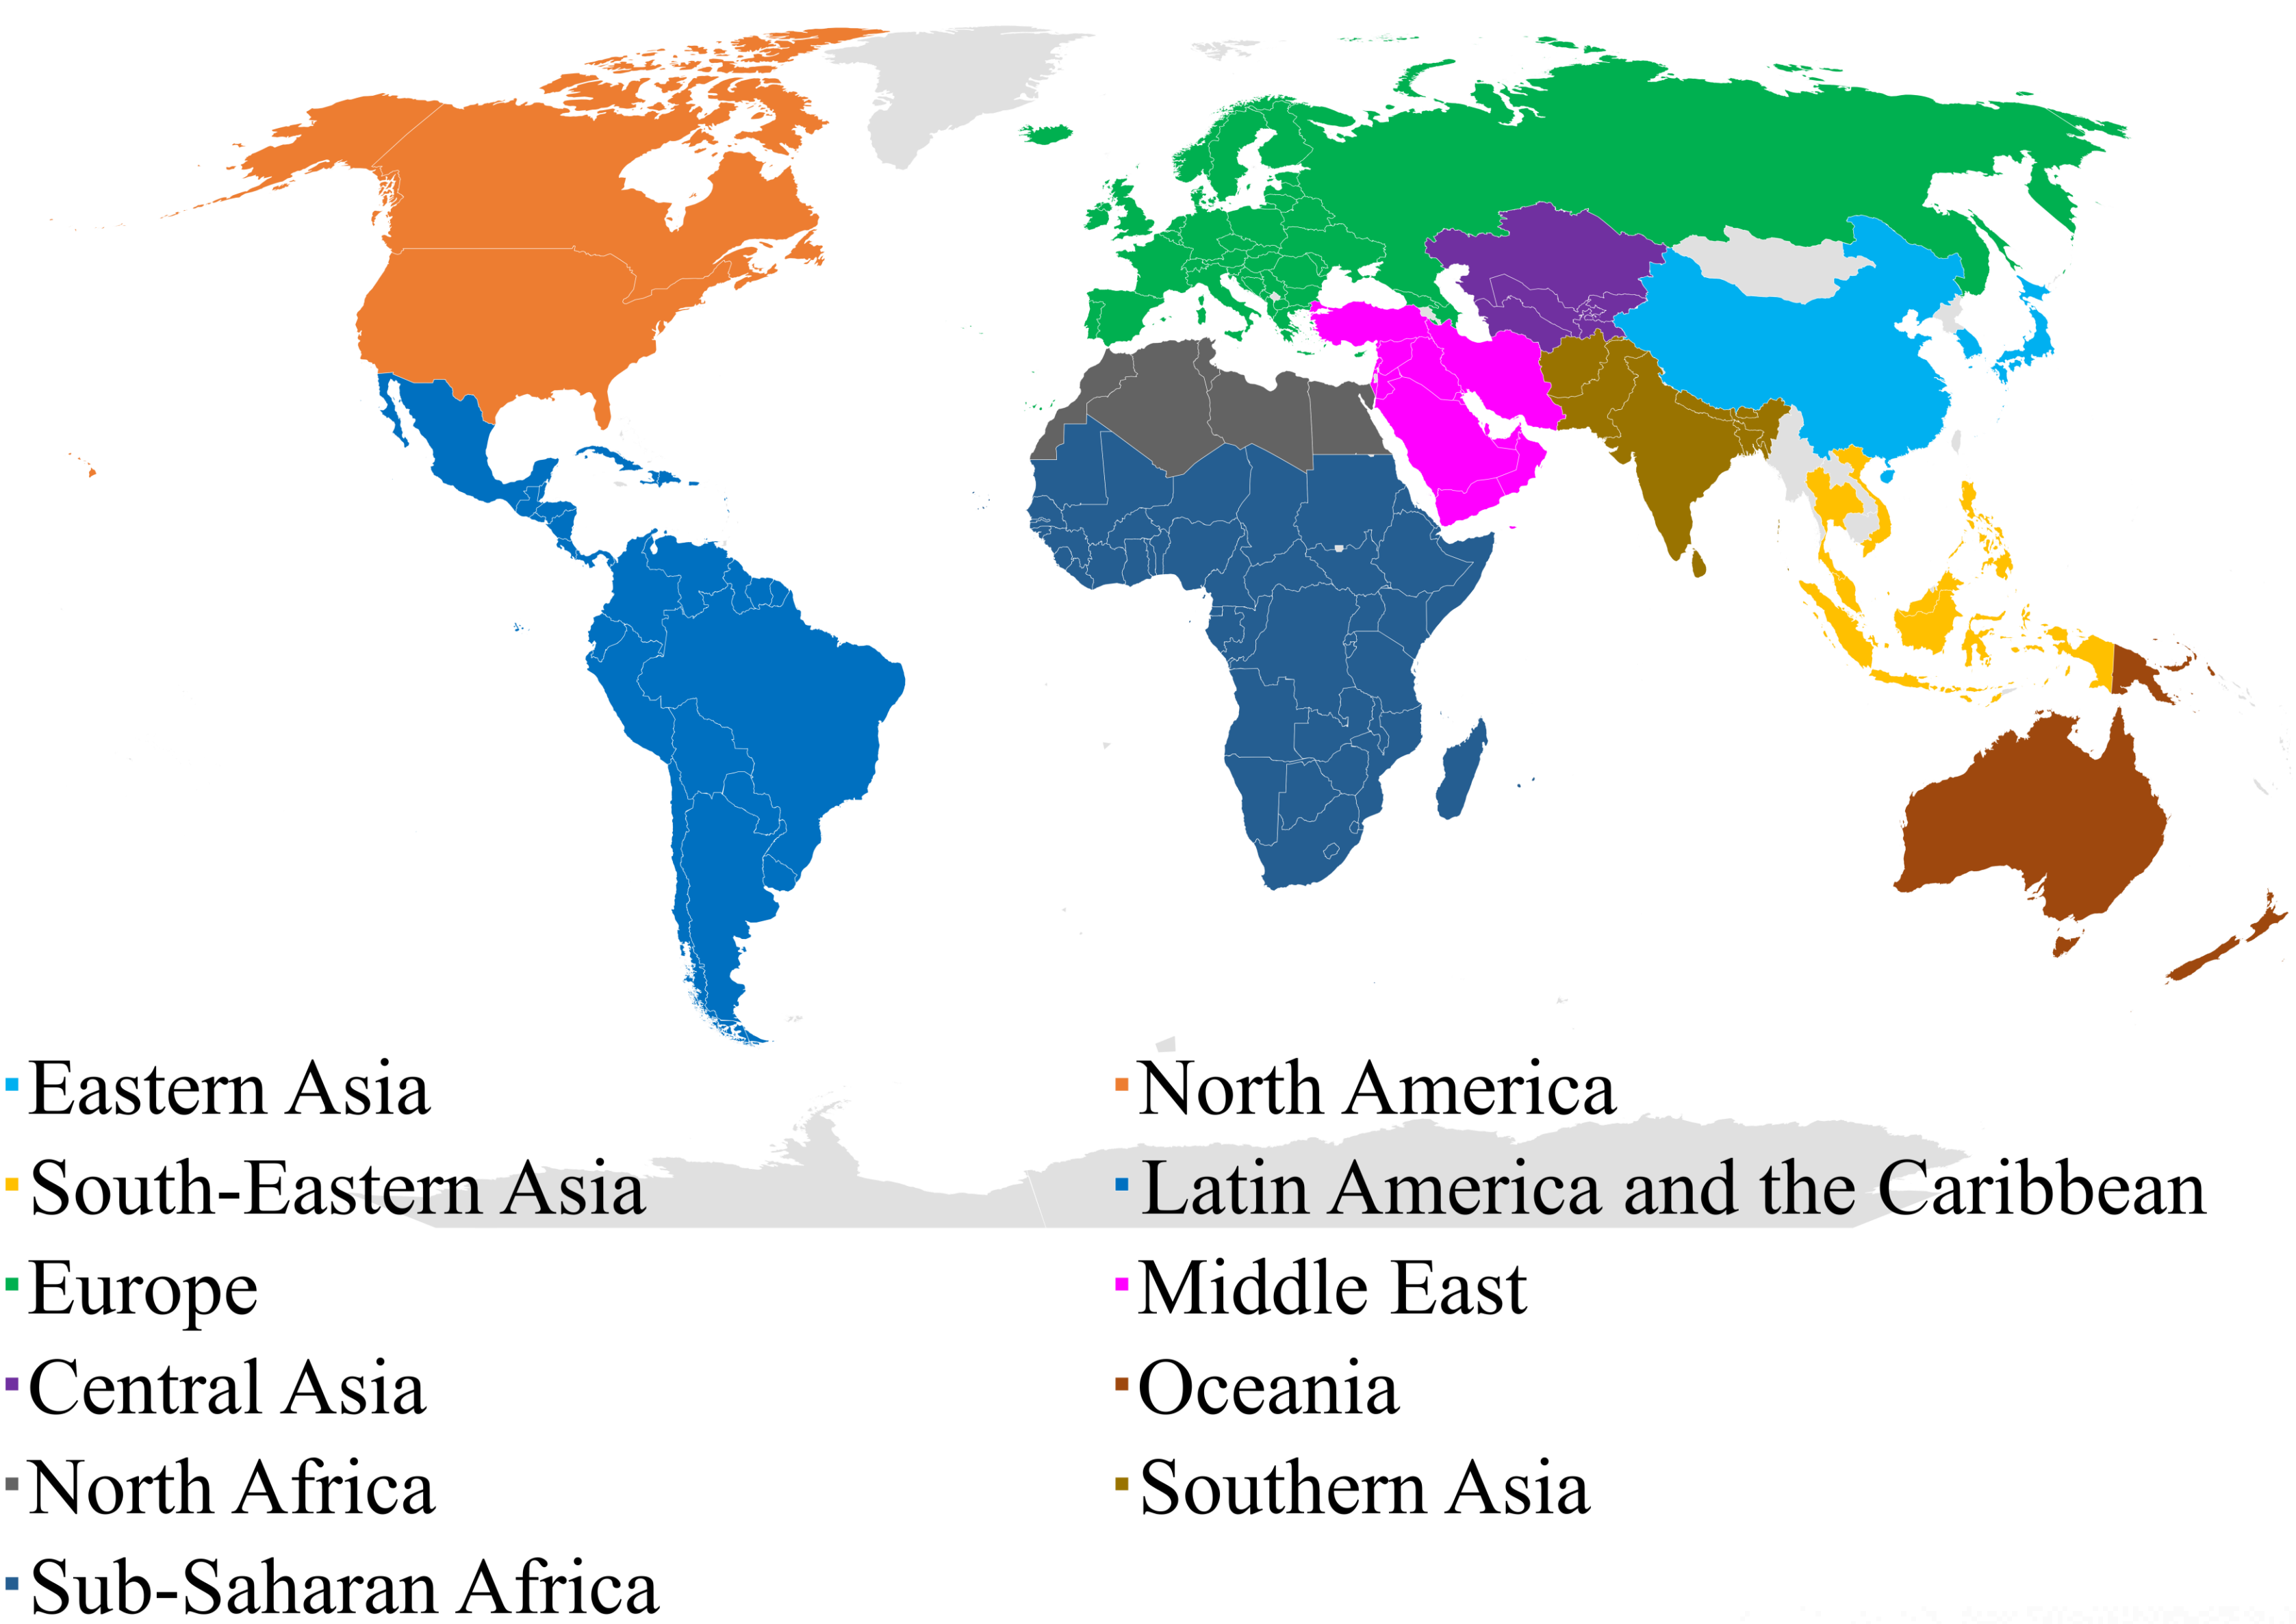 Eastern Asia
South-Eastern Asia
Europe
Central Asia
North Africa
Sub-Saharan Africa
North America
Latin America and the Caribbean
Middle East
Oceania
Southern Asia